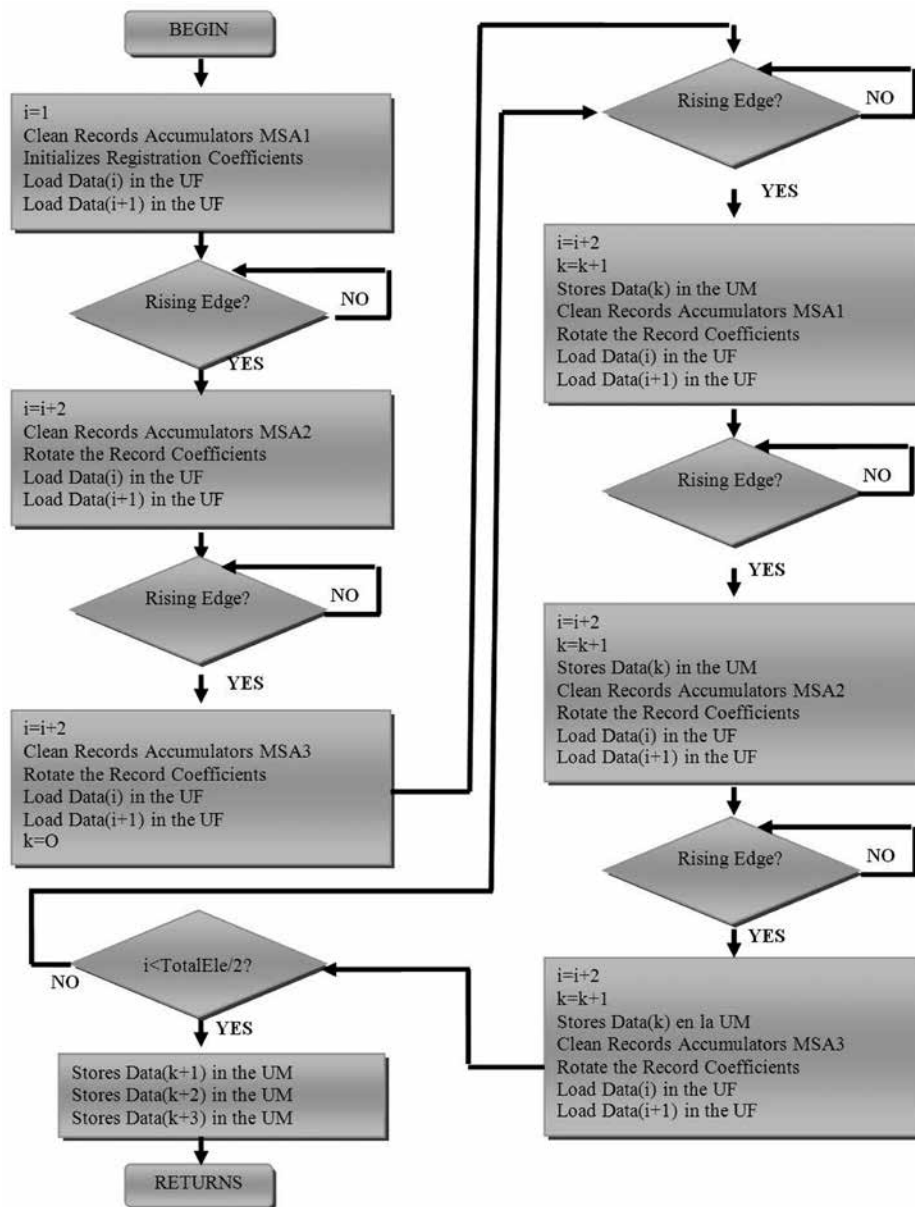 BEGIN
i=1
Clean Records Accumulators MSA1
Initializes Registration Coefficients
Load Data(i) in the UF
Load Data(i+1) in the UF
Rising Edge?
NO
YES
i=i+2
Clean Records Accumulators MSA2
Rotate the Record Coefficients
Load Data(i) in the UF
Load Data(i+1) in the UF
Rising Edge?
NO
YES
i=i+2
Clean Records Accumulators MSA3
Rotate the Record Coefficients
Load Data(i) in the UF
Load Data(i+1) in the UF
k=O
Rising Edge?
NO
YES
i=i+2
k=k+1
Stores Data(k) in the UM
Clean Records Accumulators MSA1
Rotate the Record Coefficients
Load Data(i) in the UF
Load Data(i+1) in the UF
Rising Edge?
NO
YES
i=i+2
k=k+1
Stores Data(k) in the UM
Clean Records Accumulators MSA2
Rotate the Record Coefficients
Load Data(i) in the UF
Load Data(i+1) in the UF
Rising Edge?
NO
YES
i=i+2
k=k+1
Stores Data(k) en la UM
Clean Records Accumulators MSA3
Rotate the Record Coefficients
Load Data(i) in the UF
Load Data(i+1) in the UF
i<TotalEle/2?
NO
YES
Stores Data(k+1) in the UM
Stores Data(k+2) in the UM
Stores Data(k+3) in the UM
RETURNS